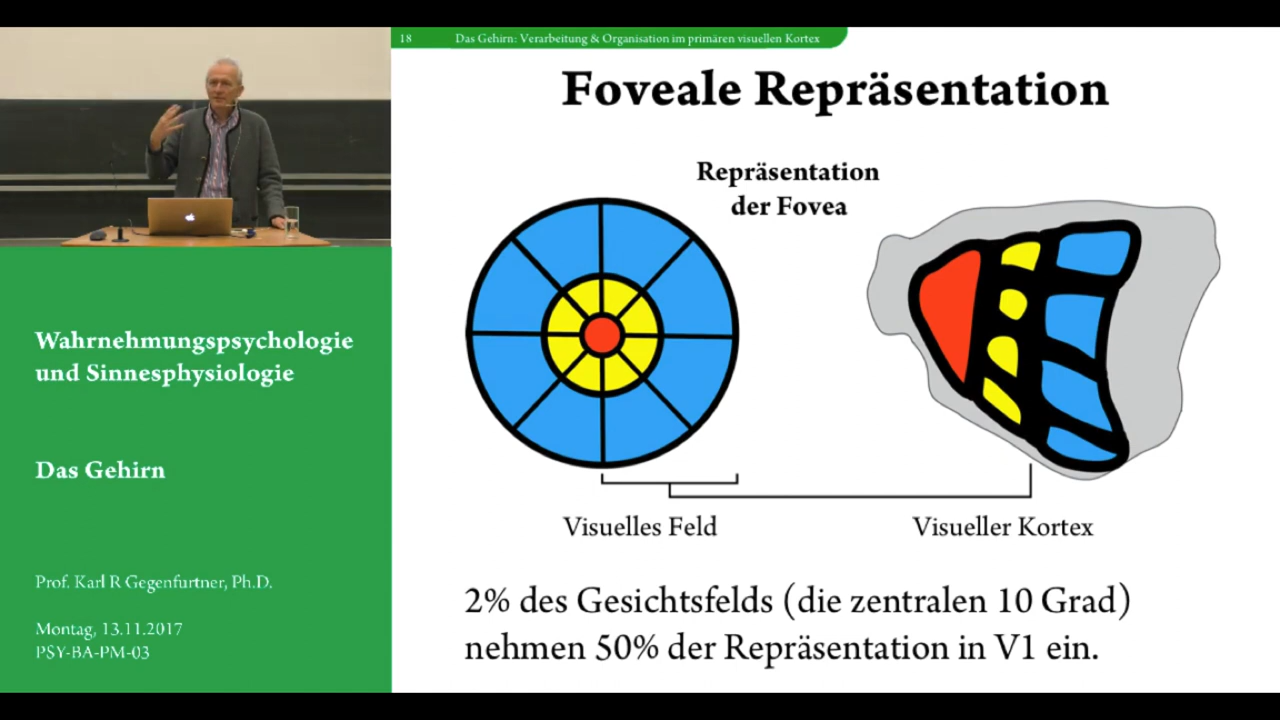 18 Das Gehirn: Verarbeitung & Organisation im primären visuellen Kortex
Foveale Repräsentation
Repräsentation
der Fovea
Visuelles Feld
Visueller Kortex
2% des Gesichtsfelds (die zentralen 10 Grad)
nehmen 50% der Repräsentation in V1 ein.
Wahrnehmungspsychologie
und Sinnesphysiologie
Das Gehirn
Prof. Karl R Gegenfurtner, Ph.D.
Montag, 13.11.2017
PSY-BA-PM-03